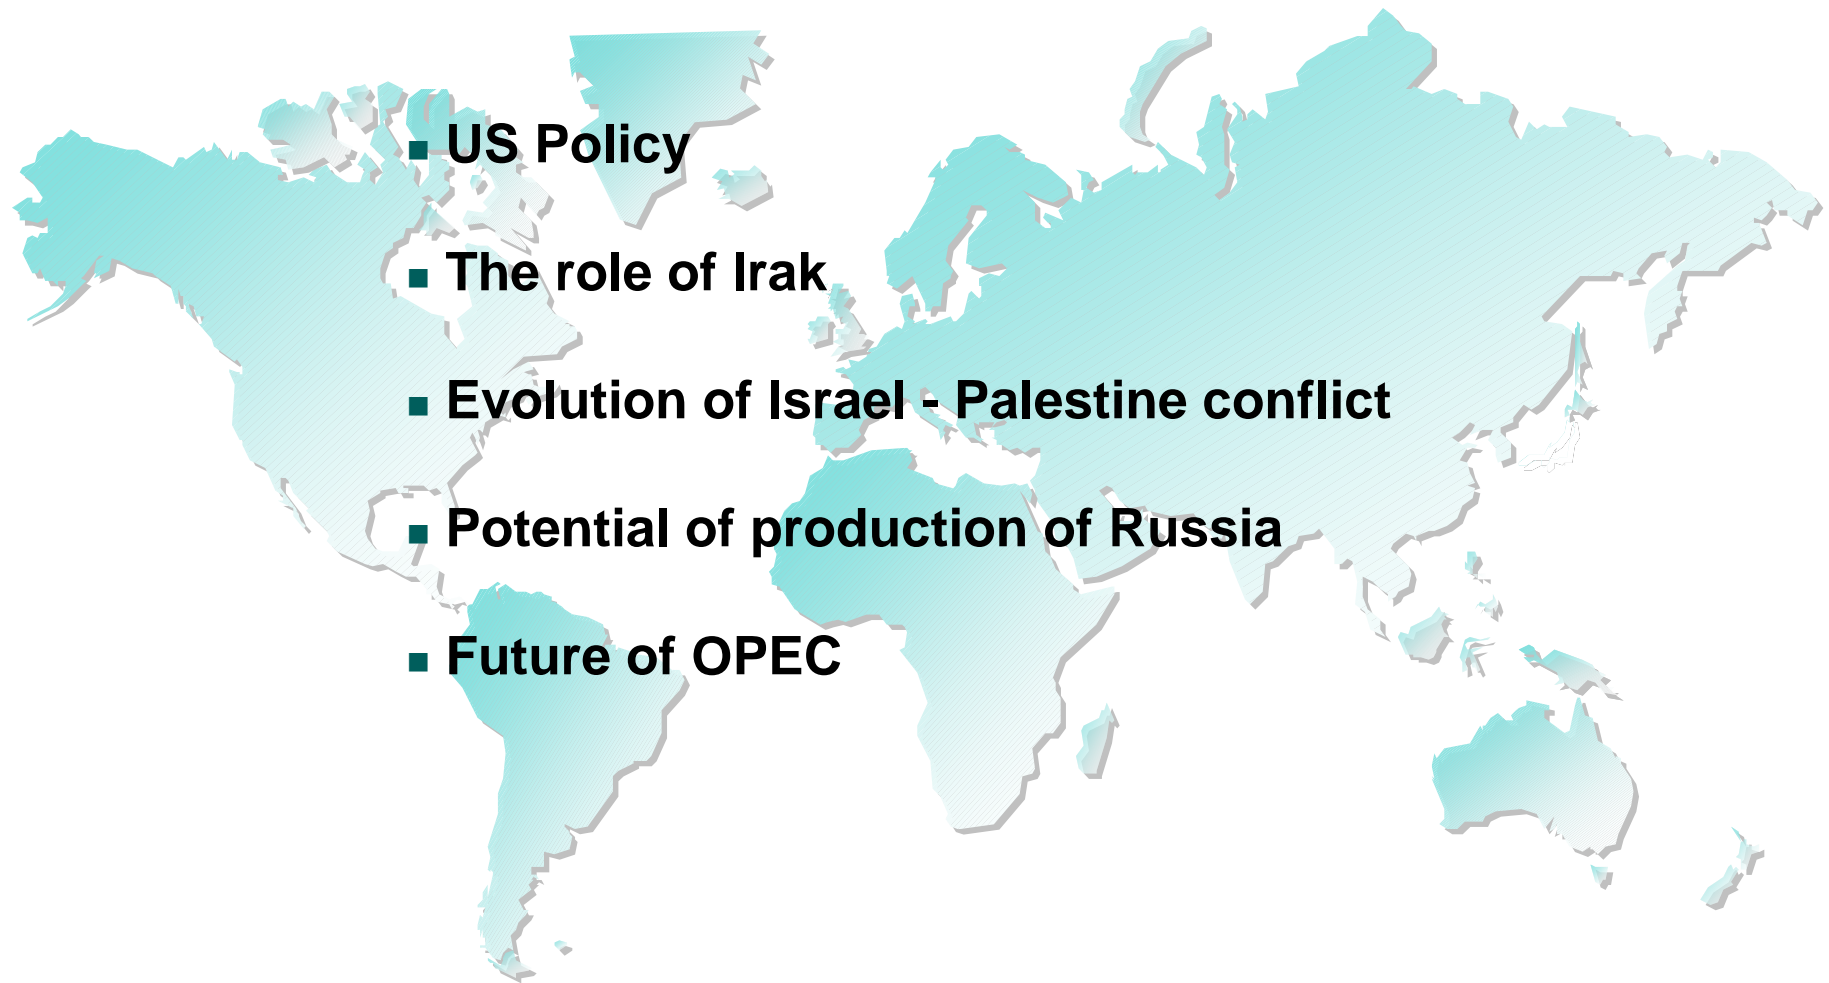 ▪ US Policy
▪ The role of Irak
▪ Evolution of Israel - Palestine conflict
▪ Potential of production of Russia
▪ Future of OPEC